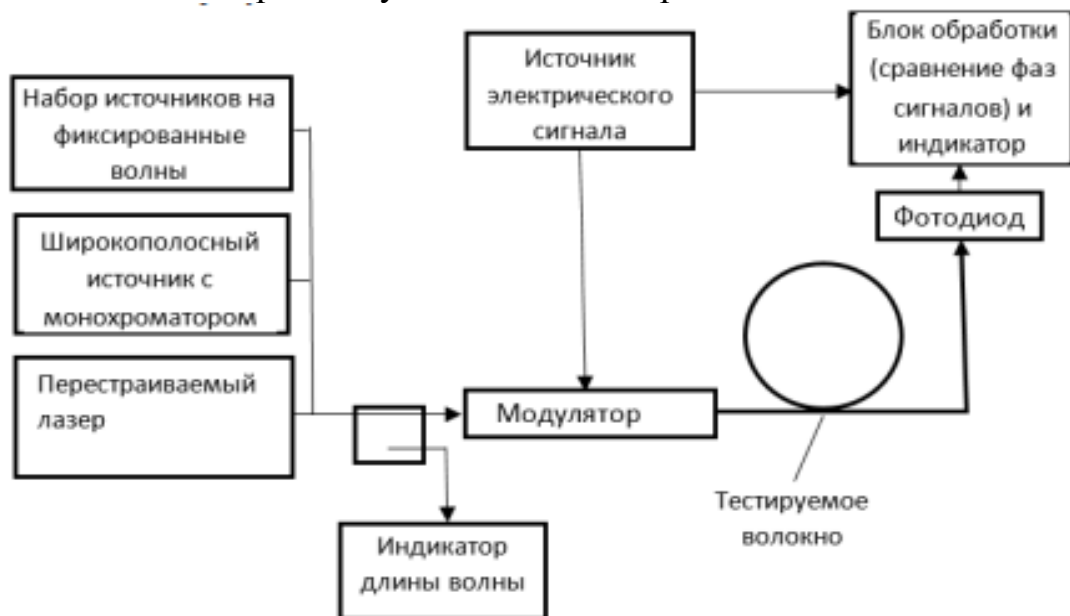 Набор источников на
фиксированные
волны
Широкополосный
источник с
монохроматором
Перестраиваемый
лазер
Источник
электрического
сигнала
Блок обработки
(сравнение фаз
сигналов) и
индикатор
Фотодиод
Модулятор
Тестируемое
волокно
Индикатор
длины волны